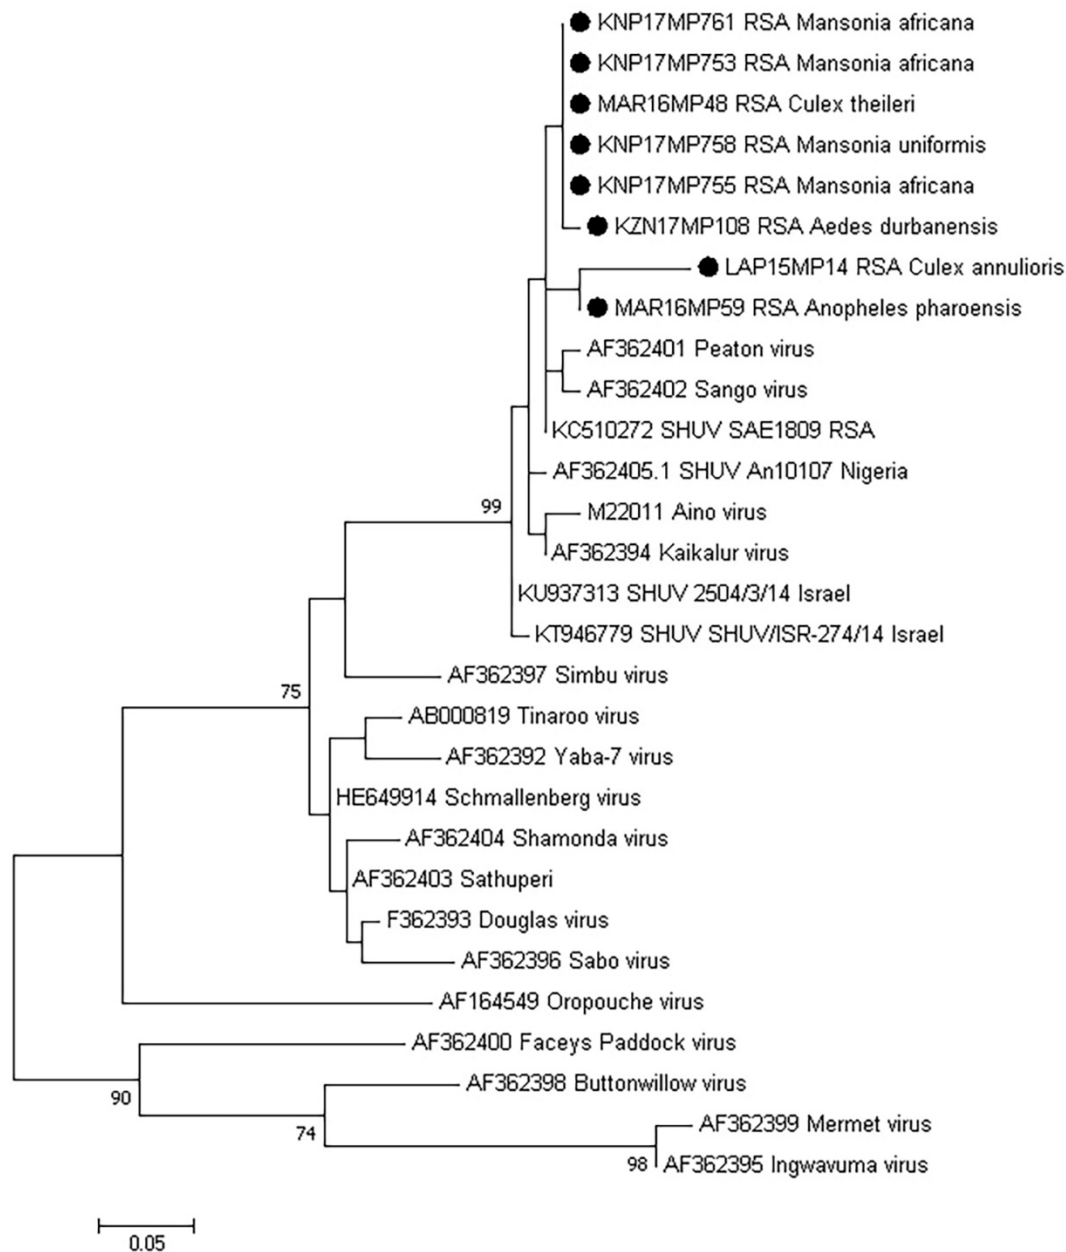 KNP17MP761 RSA Mansonia africana
KNP17MP753 RSA Mansonia africana
MAR16MP48 RSA Culex theileri
KNP17MP758 RSA Mansonia uniformis
KNP17MP755 RSA Mansonia africana
KZN17MP108 RSA Aedes durbanensis
LAP15MP14 RSA Culex annulioris
MAR16MP59 RSA Anopheles pharoensis
AF362401 Peaton virus
AF362402 Sango virus
KC510272 SHUV SAE1809 RSA
AF362405.1 SHUV An10107 Nigeria
99
M22011 Aino virus
AF362394 Kaikalur virus
KU937313 SHUV 2504/3/14 Israel
KT946779 SHUV SHUV/ISR-274/14 Israel
AF362397 Simbu virus
75
AB000819 Tinaroo virus
AF362392 Yaba-7 virus
HE649914 Schmallenberg virus
AF362404 Shamonda virus
AF362403 Sathuperi
F362393 Douglas virus
AF362396 Sabo virus
AF164549 Oropouche virus
AF362400 Faceys Paddock virus
AF362398 Buttonwillow virus
90
AF362399 Mermet virus
74
98
AF362395 Ingwavuma virus
0.05